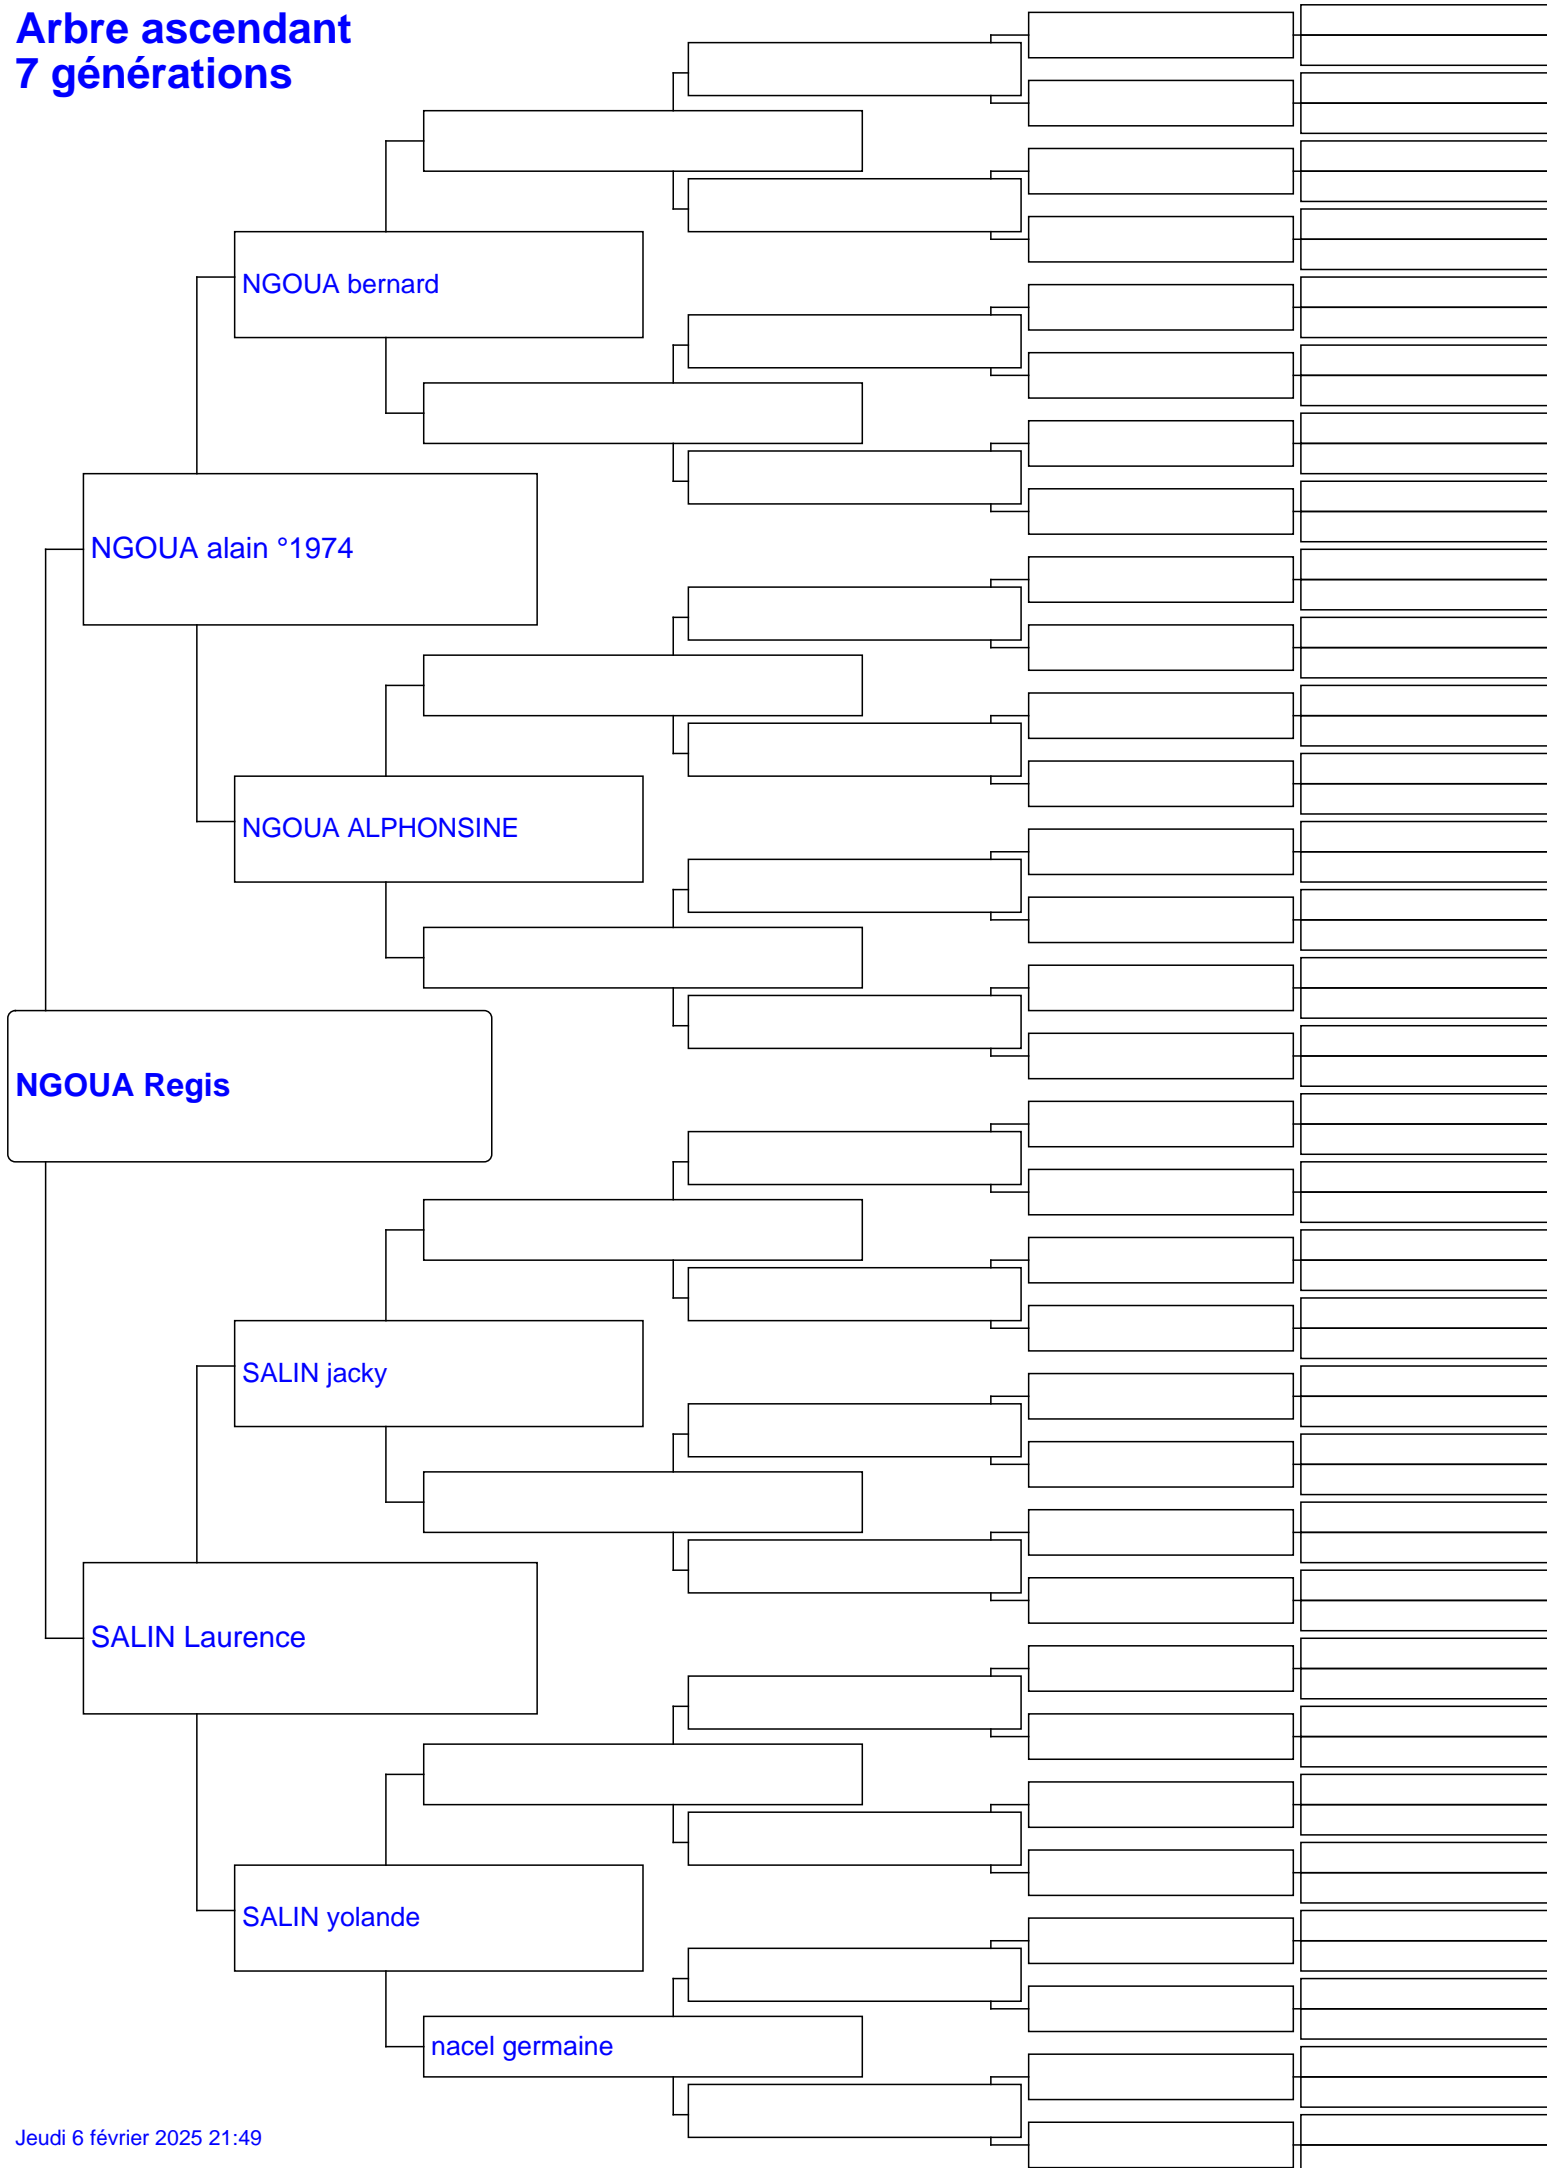 Arbre ascendant
7 générations
NGOUA bernard
NGOUA alain °1974
NGOUA ALPHONSINE
NGOUA Regis
SALIN jacky
SALIN Laurence
SALIN yolande
nacel germaine
Jeudi 6 février 2025 21:49